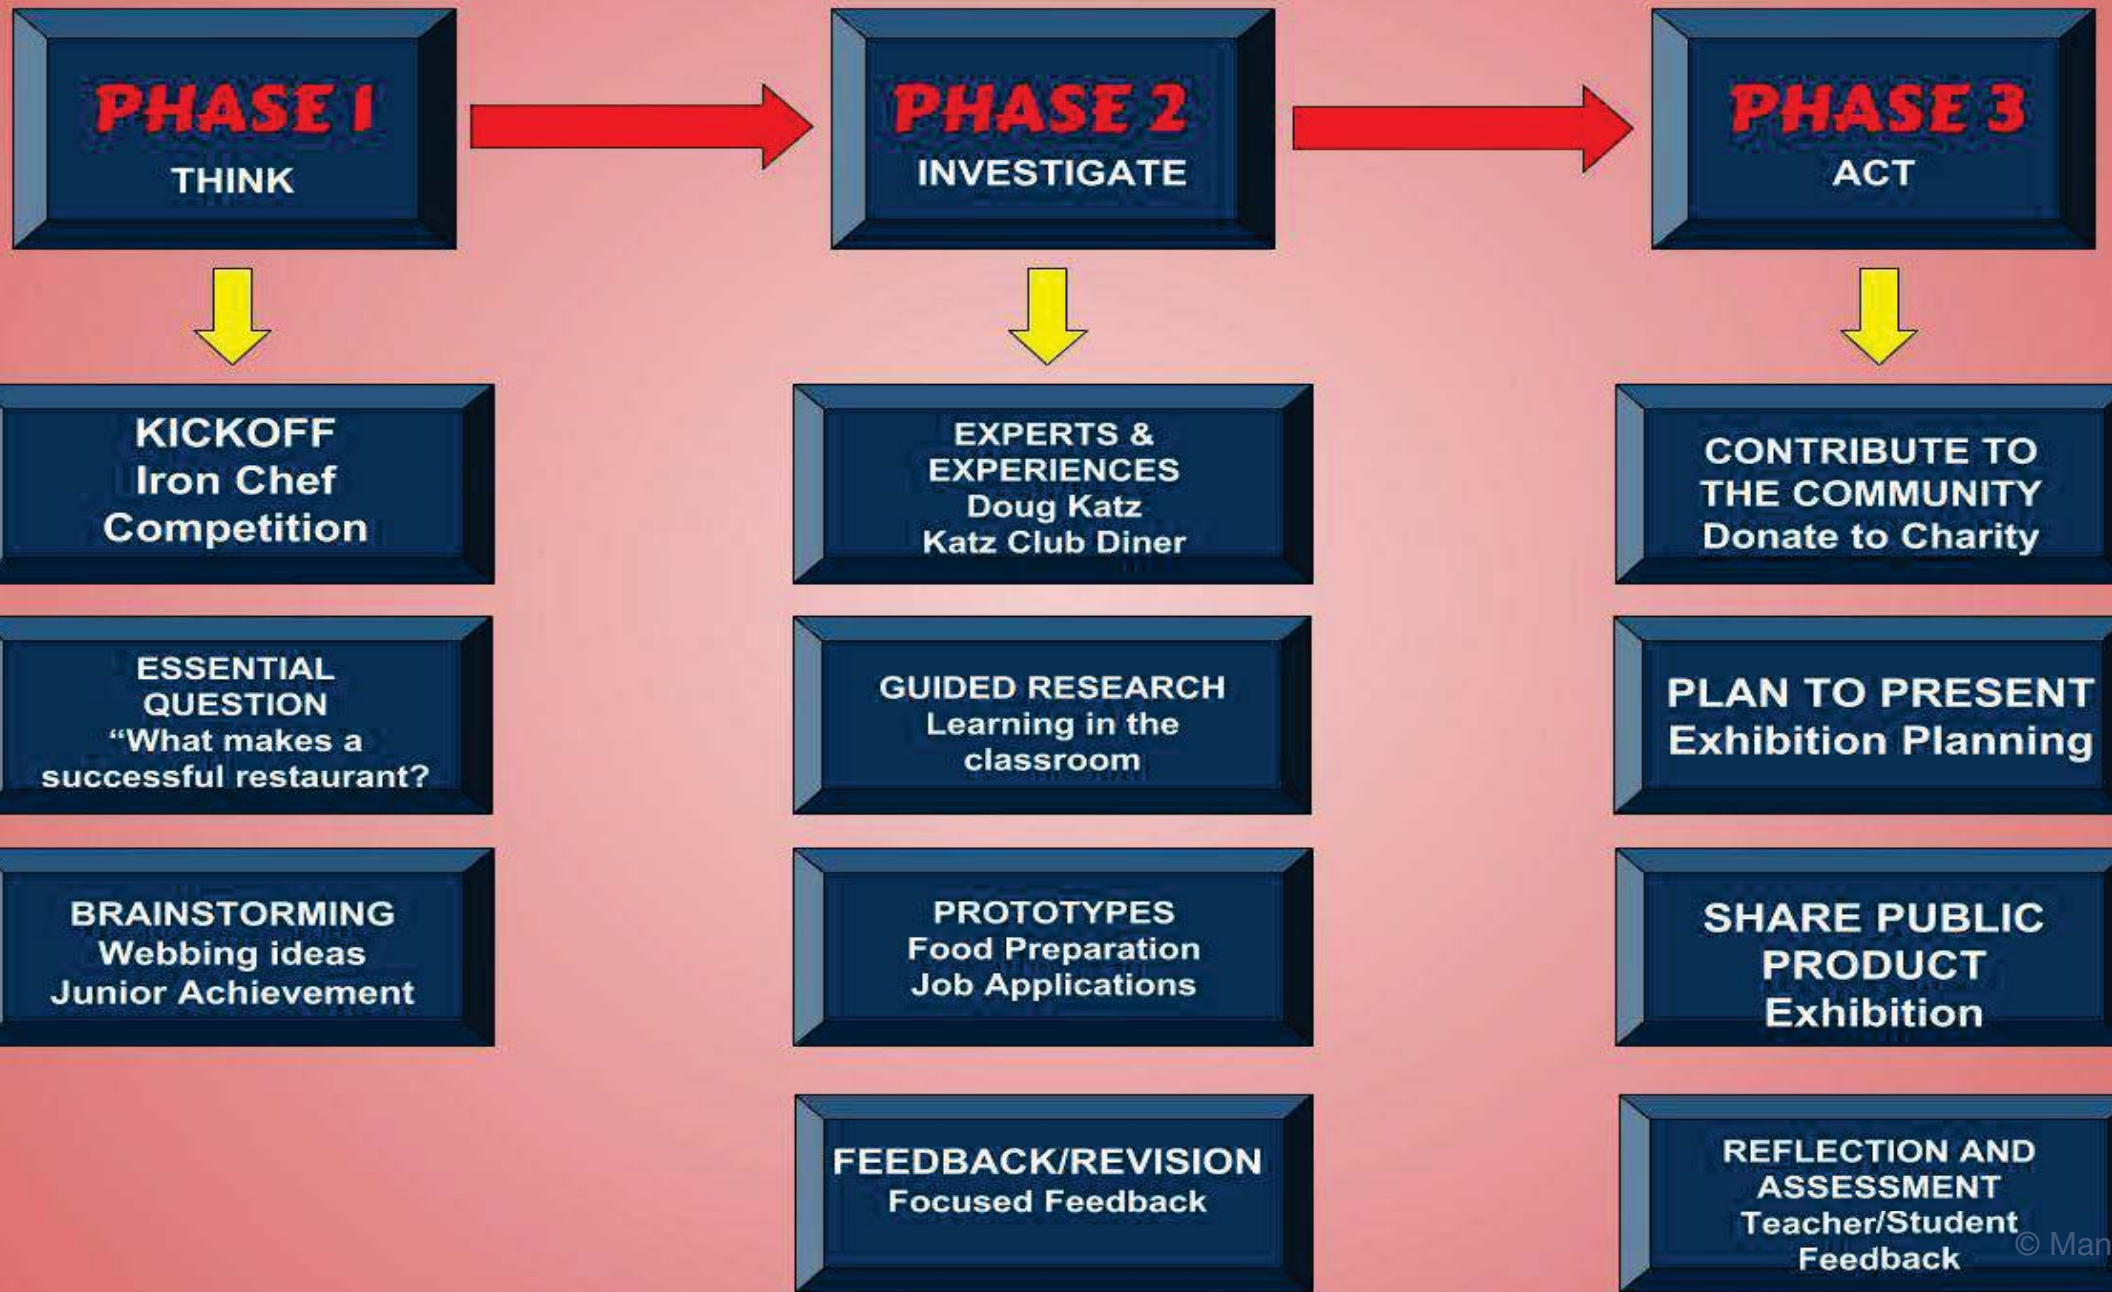 PHASE 1
THINK
PHASE 2
INVESTIGATE
PHASE 3
ACT
KICKOFF
Iron Chef
Competition
ESSENTIAL
QUESTION
“What makes a
successful restaurant?
BRAINSTORMING
Webbing ideas
Junior Achievement
EXPERTS &
EXPERIENCES
Doug Katz
Katz Club Diner
GUIDED RESEARCH
Learning in the
classroom
PROTOTYPES
Food Preparation
Job Applications
FEEDBACK/REVISION
Focused Feedback
CONTRIBUTE TO
THE COMMUNITY
Donate to Charity
PLAN TO PRESENT
Exhibition Planning
SHARE PUBLIC
PRODUCT
Exhibition
REFLECTION AND
ASSESSMENT
Teacher/Student
Feedback
© Man